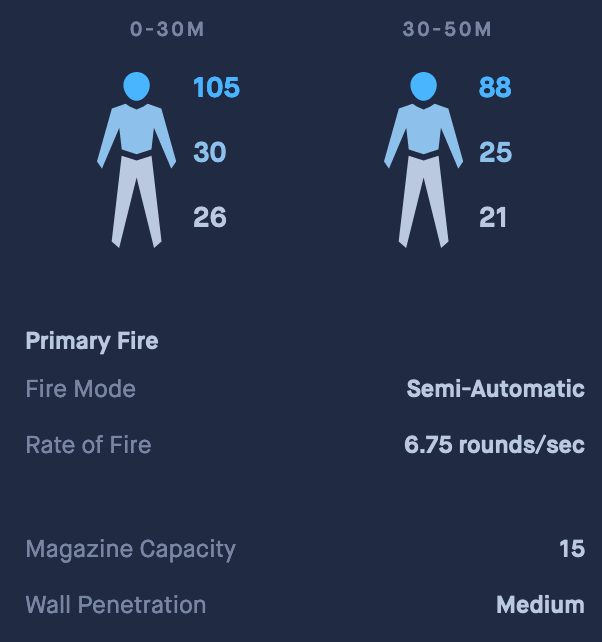 0-30M 30-50M
105 88
30 25
26 21
Primary Fire
Fire Mode Semi-Automatic
Rate of Fire 6.75 rounds/sec
Magazine Capacity 15
Wall Penetration Medium